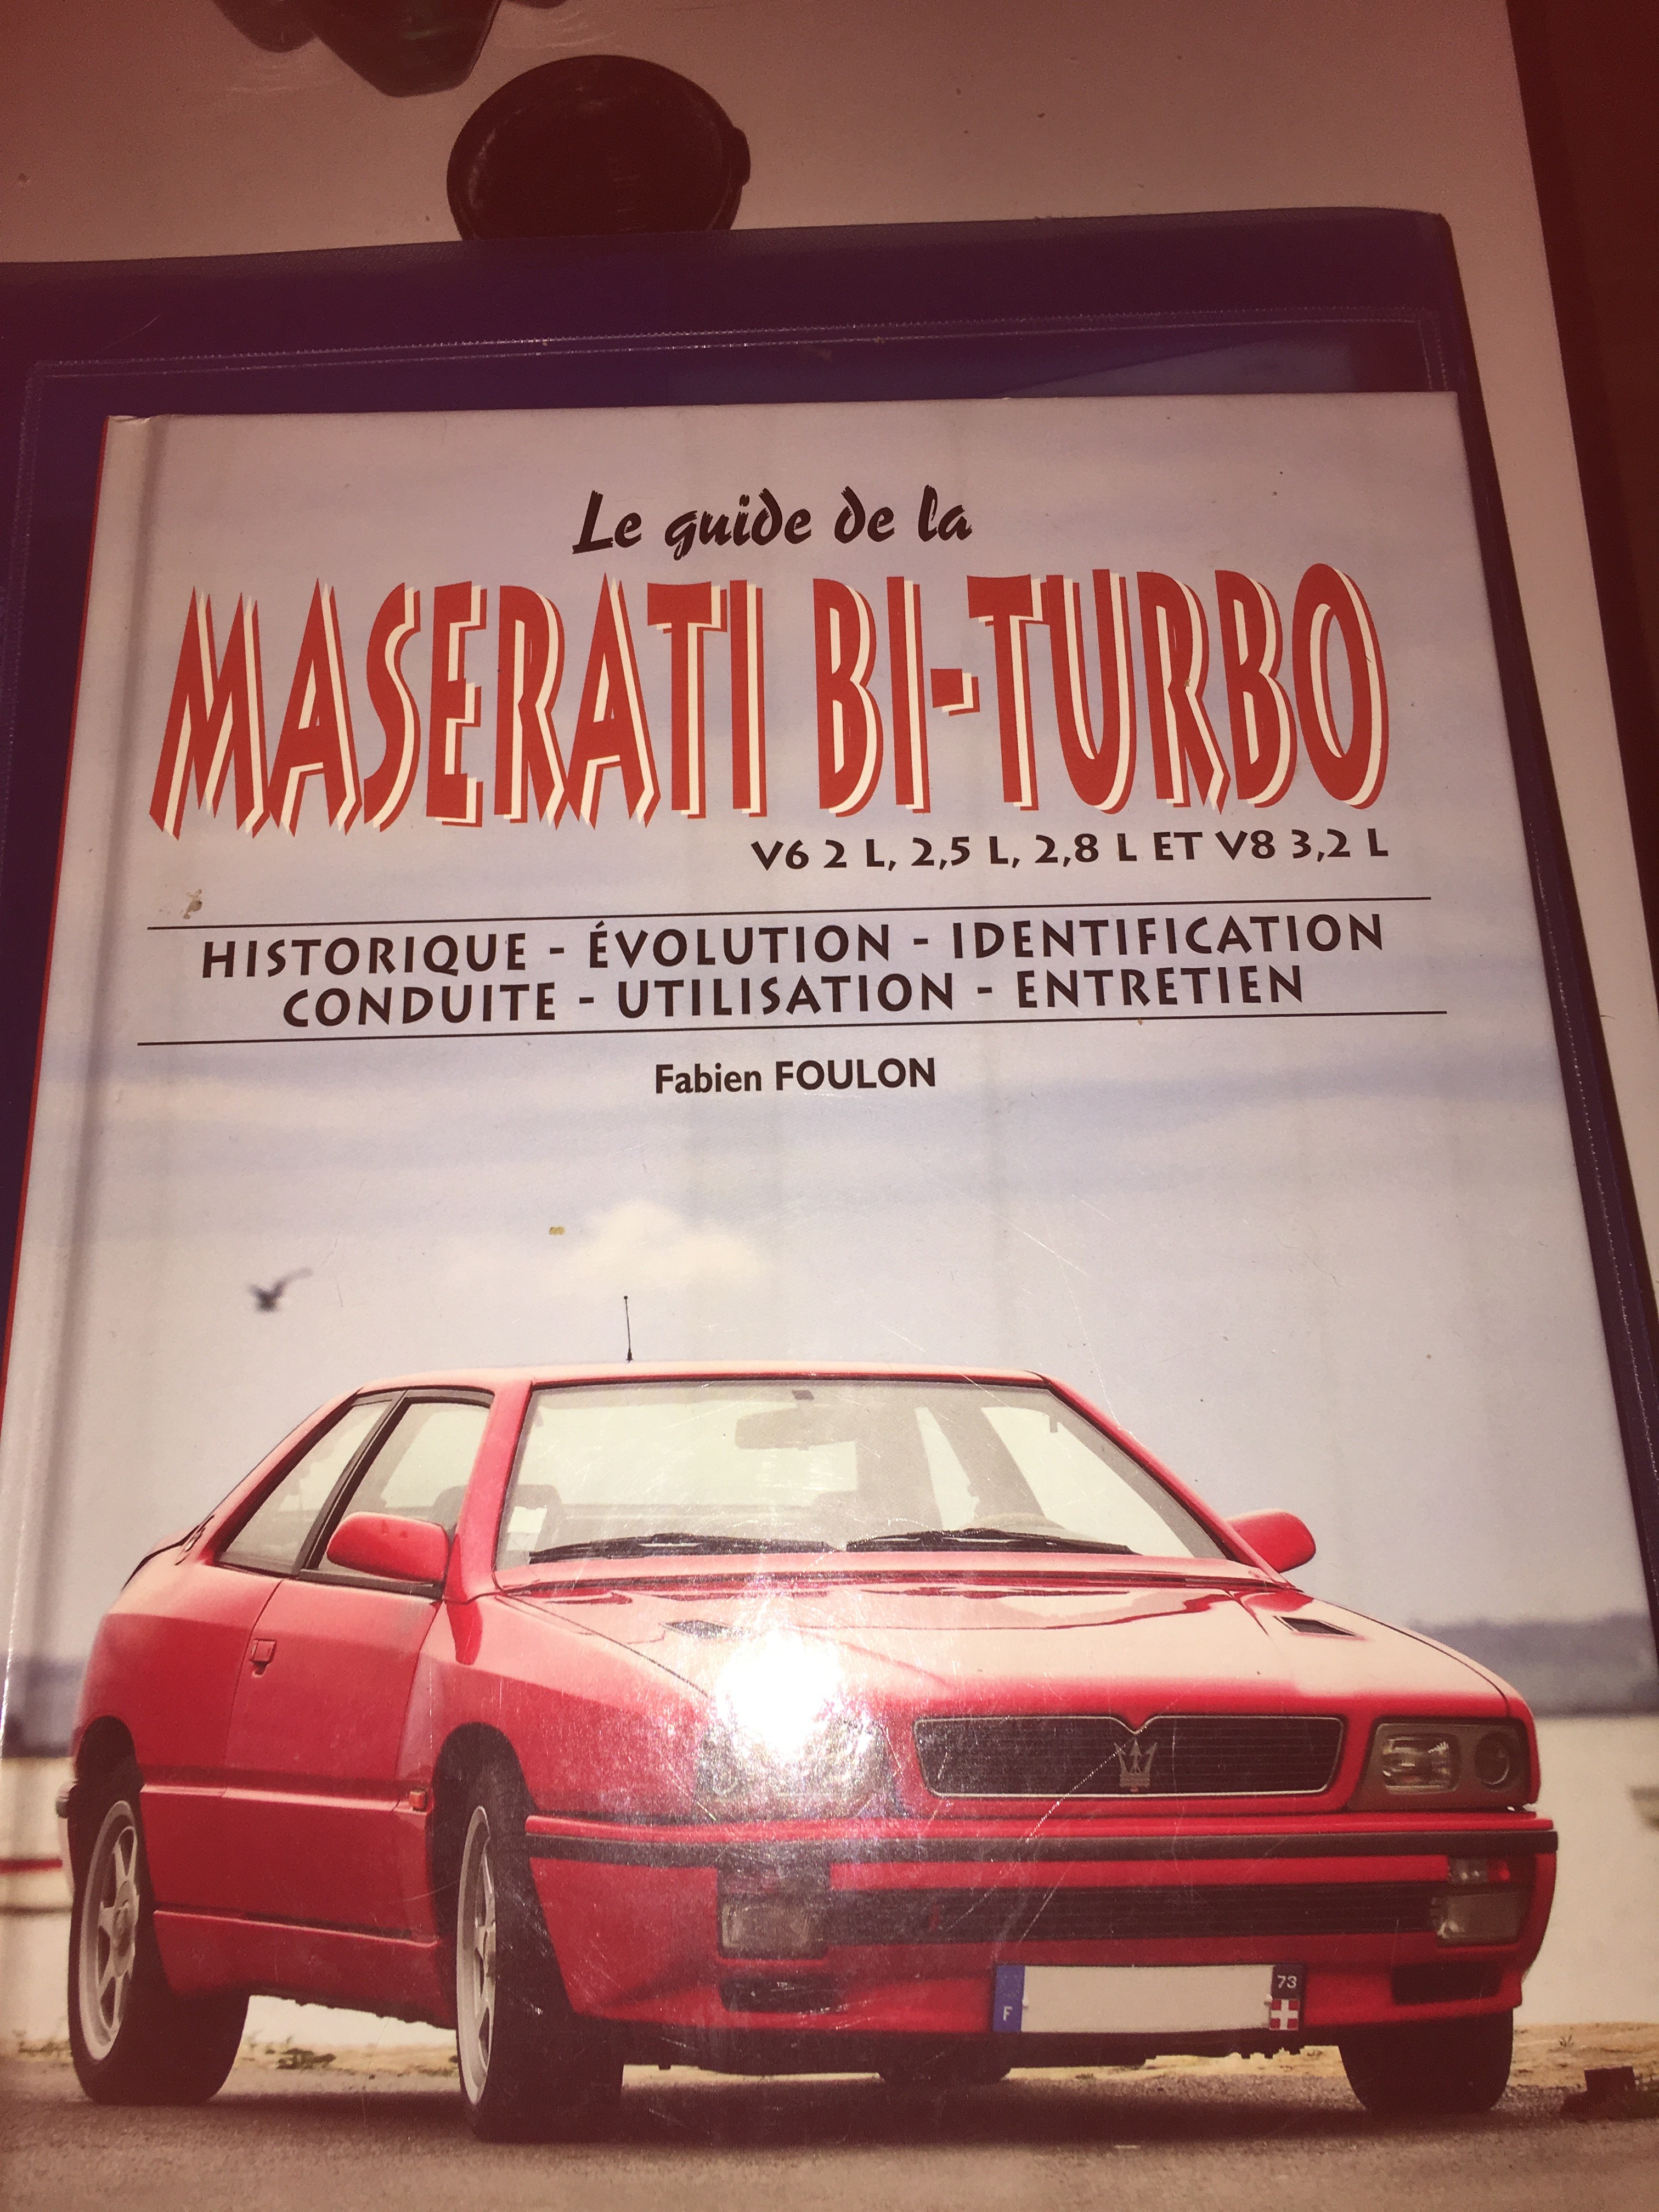 Le guide de la
MASERATI BI-TURBO
V6 2 L, 2,5 L, 2,8 L ET V8 3,2 L
HISTORIQUE - ÉVOLUTION - IDENTIFICATION
CONDUITE - UTILISATION - ENTRETIEN
Fabien FOULON
73
F